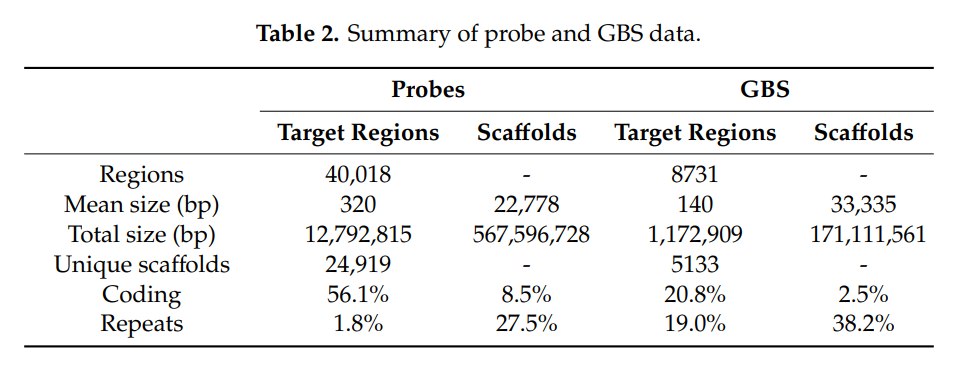 Table 2. Summary of probe and GBS data.
Probes GBS
Target Regions Scaffolds Target Regions Scaffolds
Regions 40,018 - 8731 -
Mean size (bp) 320 22,778 140 33,335
Total size (bp) 12,792,815 567,596,728 1,172,909 171,111,561
Unique scaffolds 24,919 - 5133 -
Coding 56.1% 8.5% 20.8% 2.5%
Repeats 1.8% 27.5% 19.0% 38.2%